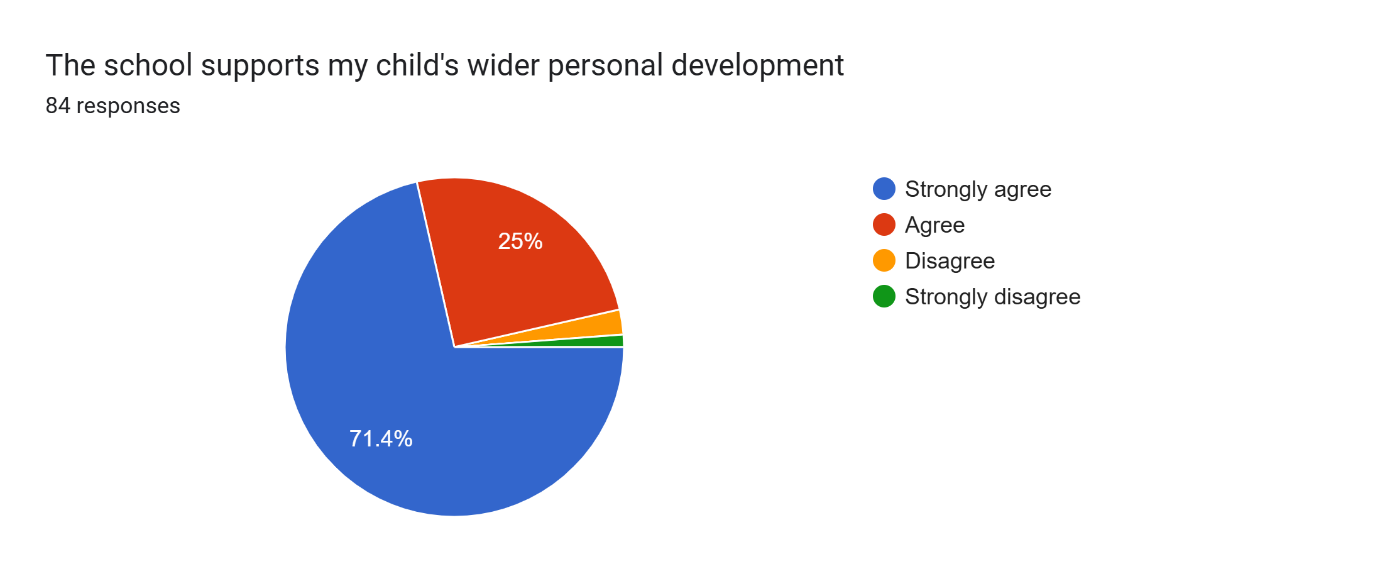 The school supports my child's wider personal development
84 responses
25%
71.4%
Strongly agree
Agree
Disagree
Strongly disagree